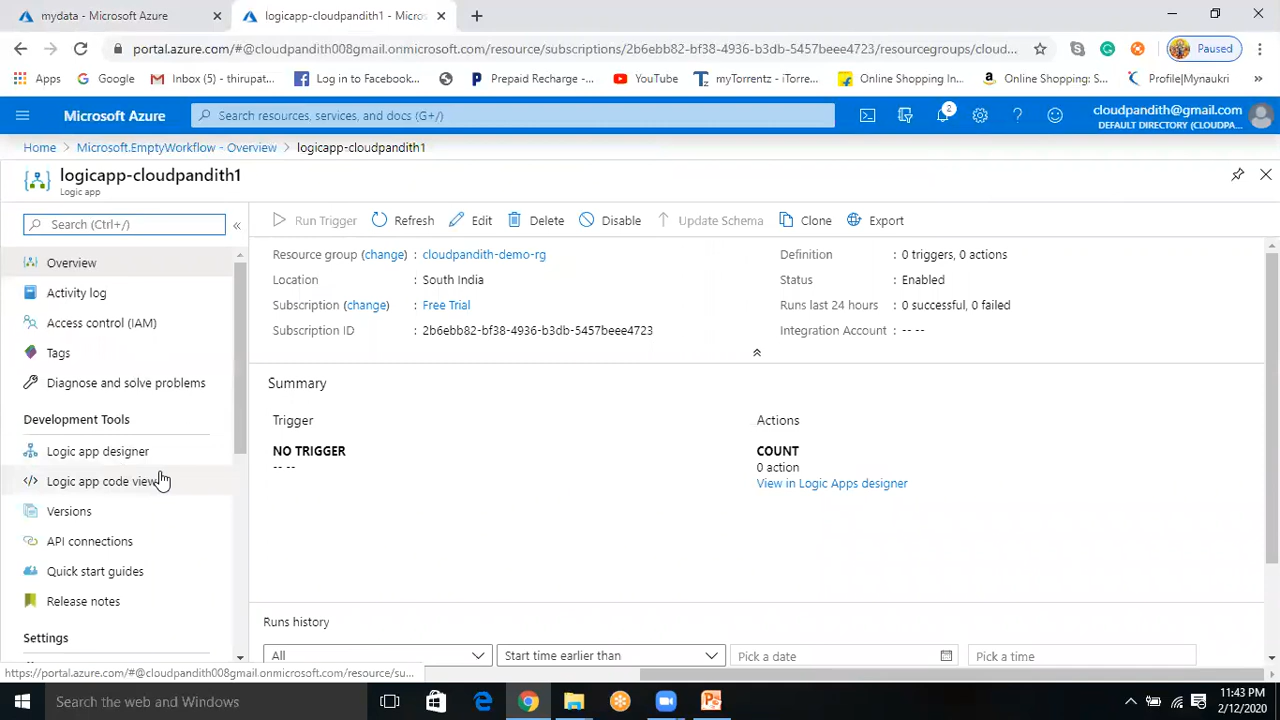 mydata - Microsoft Azure
logicapp-cloudpandith1 - Micros
portal.azure.com/#@cloudpandith008gmail.onmicrosoft.com/resource/subscriptions/2b6ebb82-bf38-4936-b3db-5457beee4723/resourcegroups/cloud...
Paused
Apps
Google
Inbox (5) - thirupat...
Log in to Facebook...
Prepaid Recharge -...
YouTube
myTorrentz - iTorre...
Online Shopping In...
Online Shopping: S...
Profile|Mynaukri
»
Microsoft Azure
Search resources, services, and docs (G+/)
2
cloudpandith@gmail.com
DEFAULT DIRECTORY (CLOUDPA...
Home > Microsoft.EmptyWorkflow - Overview > logicapp-cloudpandith1
logicapp-cloudpandith1
Logic app
Search (Ctrl+/)
«
Run Trigger
Refresh
Edit
Delete
Disable
Update Schema
Clone
Export
Overview
Activity log
Access control (IAM)
Tags
Diagnose and solve problems
Development Tools
Logic app designer
Logic app code view
Versions
API connections
Quick start guides
Release notes
Settings
Resource group (change) : cloudpandith-demo-rg
Location : South India
Subscription (change) : Free Trial
Subscription ID : 2b6ebb82-bf38-4936-b3db-5457beee4723
Definition : 0 triggers, 0 actions
Status : Enabled
Runs last 24 hours : 0 successful, 0 failed
Integration Account : -- --
Summary
Trigger
NO TRIGGER
-- --
Actions
COUNT
0 action
View in Logic Apps designer
Runs history
All
Start time earlier than
Pick a date
Pick a time
https://portal.azure.com/#@cloudpandith008gmail.onmicrosoft.com/resource/su...
Search the web and Windows
11:43 PM
2/12/2020